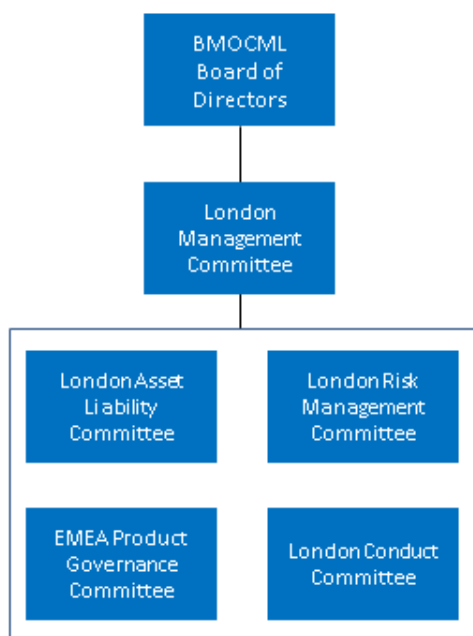 BMOCML
Board of
Directors
London
Management
Committee
London Asset
Liability
Committee
London Risk
Management
Committee
EMEA Product
Governance
Committee
London Conduct
Committee